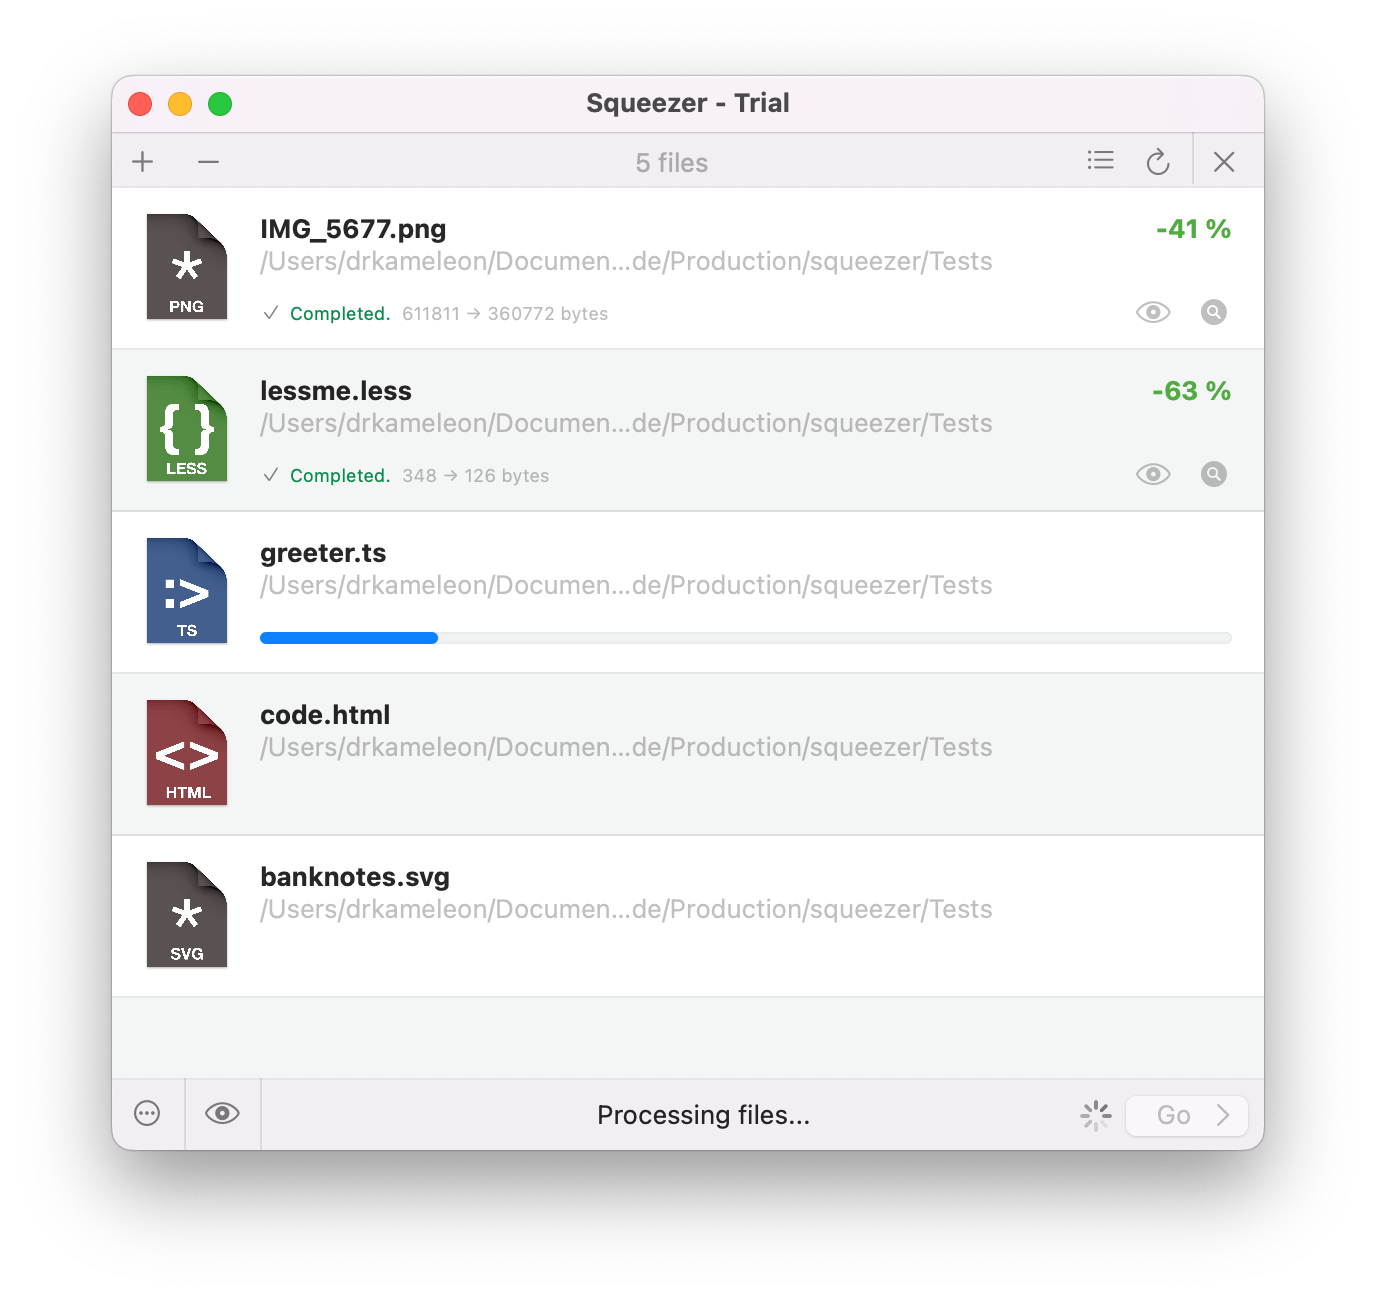 Squeezer - Trial
5 files
IMG_5677.png
-41 %
/Users/drkameleon/Documen...de/Production/squeezer/Tests
PNG
✓ Completed. 611811 → 360772 bytes
lessme.less
-63 %
/Users/drkameleon/Documen...de/Production/squeezer/Tests
{ }
LESS
✓ Completed. 348 → 126 bytes
greeter.ts
/Users/drkameleon/Documen...de/Production/squeezer/Tests
:>
TS
code.html
/Users/drkameleon/Documen...de/Production/squeezer/Tests
<>
HTML
banknotes.svg
/Users/drkameleon/Documen...de/Production/squeezer/Tests
*
SVG
Processing files...
Go